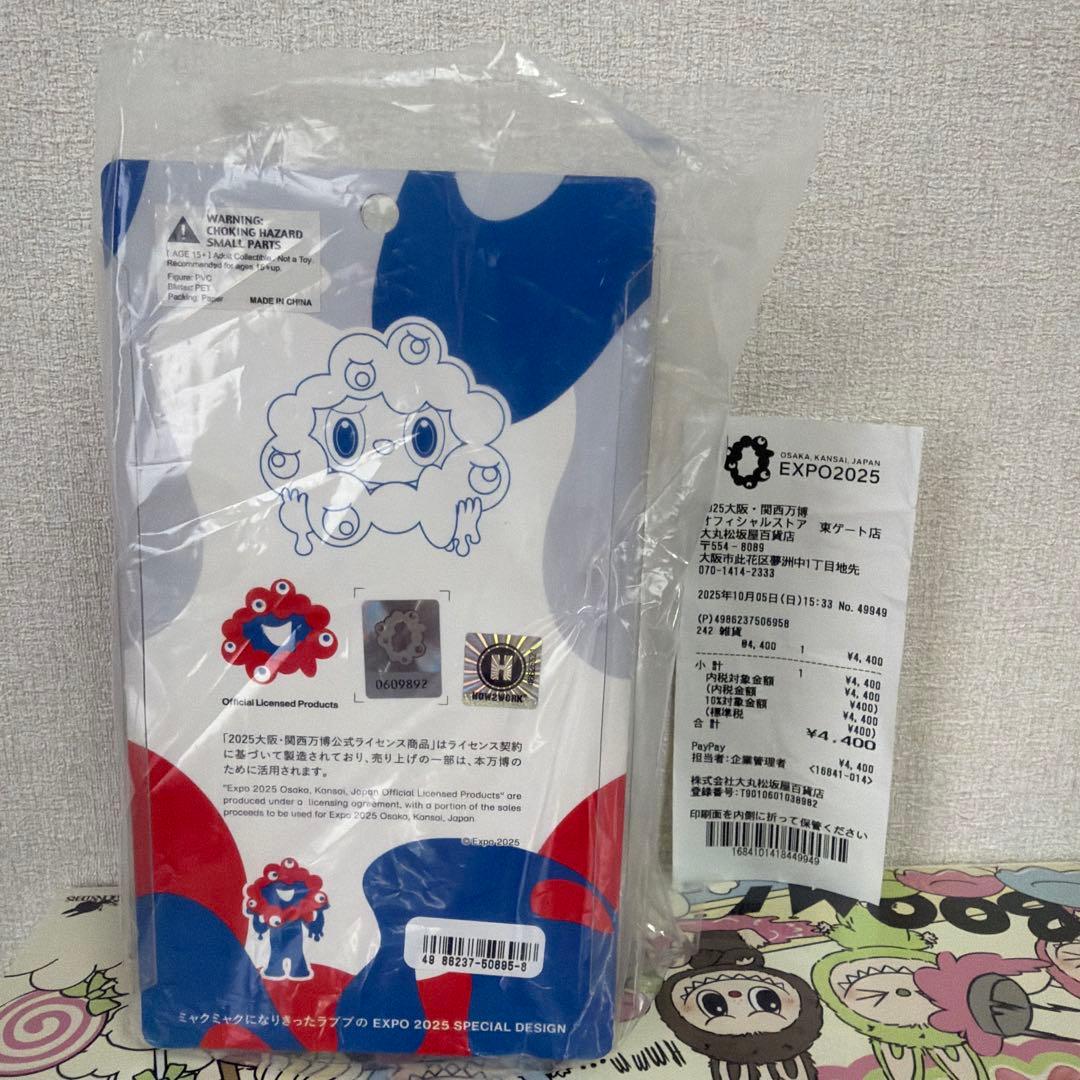 WARNING:
CHOKING HAZARD
SMALL PARTS
[ AGE 15+ ] Adult Collectible. Not a Toy
Recommended for ages 15+up.
Figure: PVC
Blister: PET
Packing: Paper
MADE IN CHINA
0609892
H
HOW2WORK
Official Licensed Products
「2025大阪・関西万博公式ライセンス商品」はライセンス契約
に基づいて製造されており、売り上げの一部は、本万博の
ために活用されます。
"Expo 2025 Osaka, Kansai, Japan Official Licensed Products" are
produced under a licensing agreement, with a portion of the sales
proceeds to be used for Expo 2025 Osaka, Kansai, Japan
©Expo 2025
49 86237-50895-8
ミャクミャクになりきったラブブの EXPO 2025 SPECIAL DESIGN
OSAKA, KANSAI, JAPAN
EXPO2025
025大阪・関西万博
オフィシャルストア 東ゲート店
大丸松坂屋百貨店
〒554-8089
大阪市此花区夢洲中1丁目地先
070-1414-2333
2025年10月05日(日)15:33 No.49949
(P)4986237506958
242 雑貨
@4,400 1 ¥4,400
小計 1 ¥4,400
内税対象金額 ¥4,400
(内税金額 ¥400)
10%対象金額 ¥4,400
(標準税 ¥400)
合計 ¥4,400
PayPay ¥4,400
担当者:企業管理者 <16841-014>
株式会社大丸松坂屋百貨店
登録番号:T9010601038982
印刷面を内側に折って保管ください
1684101418449949
Hmmmm...